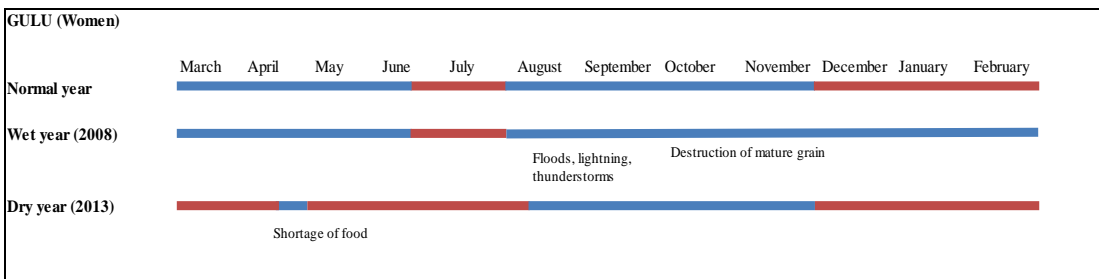 GULU (Women)
March April May June July August September October November December January February
Normal year
Wet year (2008)
Floods, lightning, thunderstorms
Destruction of mature grain
Dry year (2013)
Shortage of food